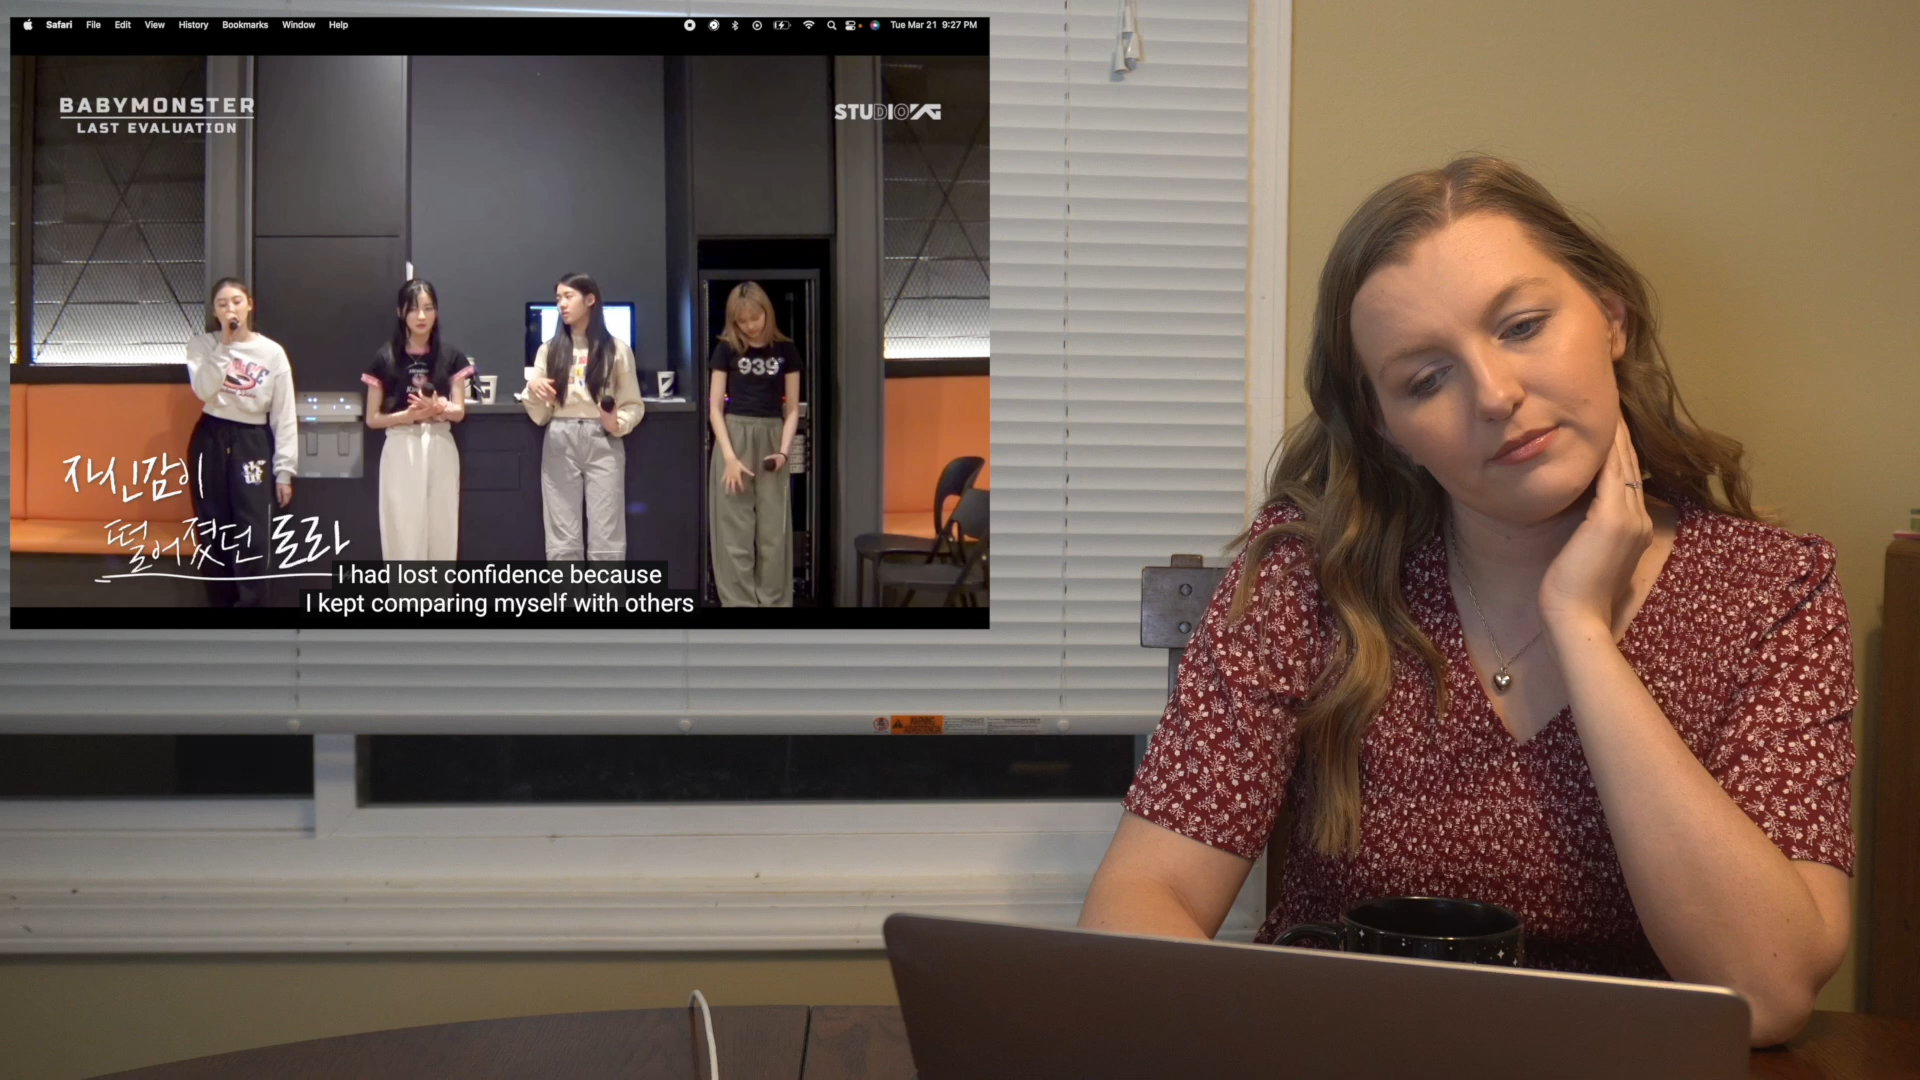 Safari File Edit View History Bookmarks Window Help
Tue Mar 21 9:27 PM
BABYMONSTER
LAST EVALUATION
STUDIO YG
939
자신감이
떨어졌던 로라
I had lost confidence because
I kept comparing myself with others
WARNING